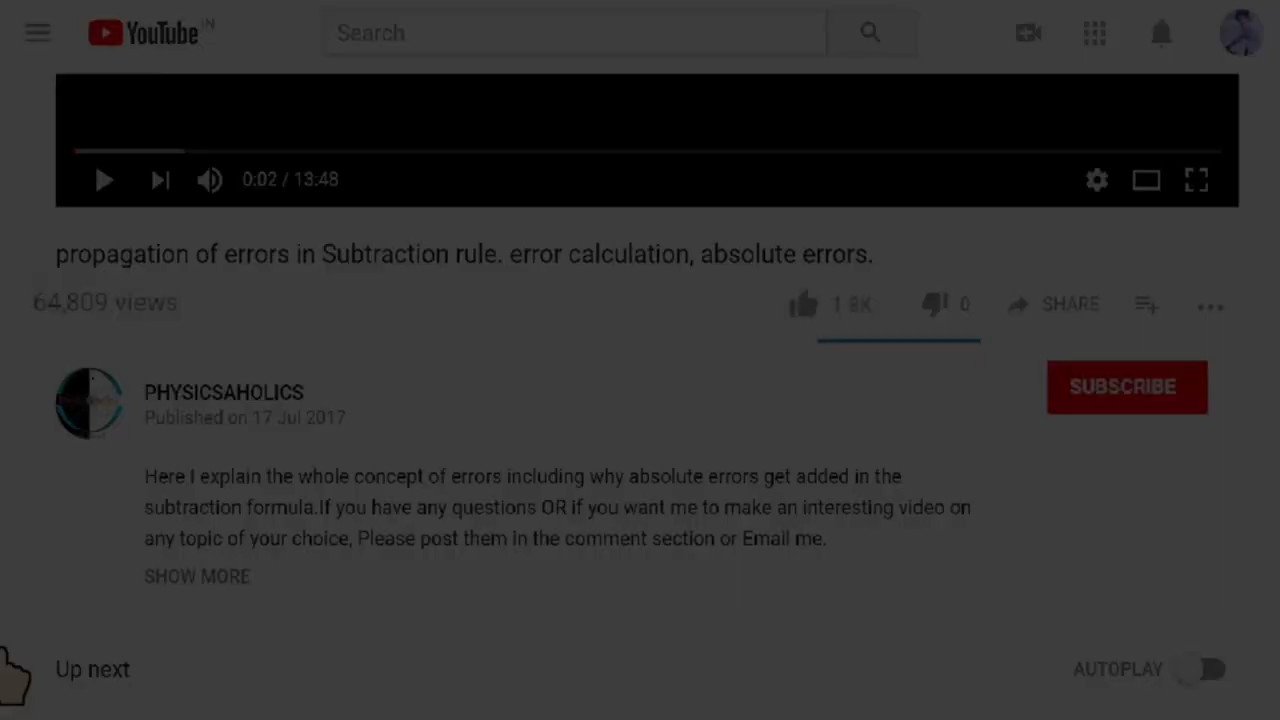 YouTube IN
Search
0:02 / 13:48
propagation of errors in Subtraction rule. error calculation, absolute errors.
64,809 views
1.8K
0
SHARE
PHYSICSAHOLICS
SUBSCRIBE
Published on 17 Jul 2017
Here I explain the whole concept of errors including why absolute errors get added in the
subtraction formula.If you have any questions OR if you want me to make an interesting video on
any topic of your choice, Please post them in the comment section or Email me.
SHOW MORE
Up next
AUTOPLAY